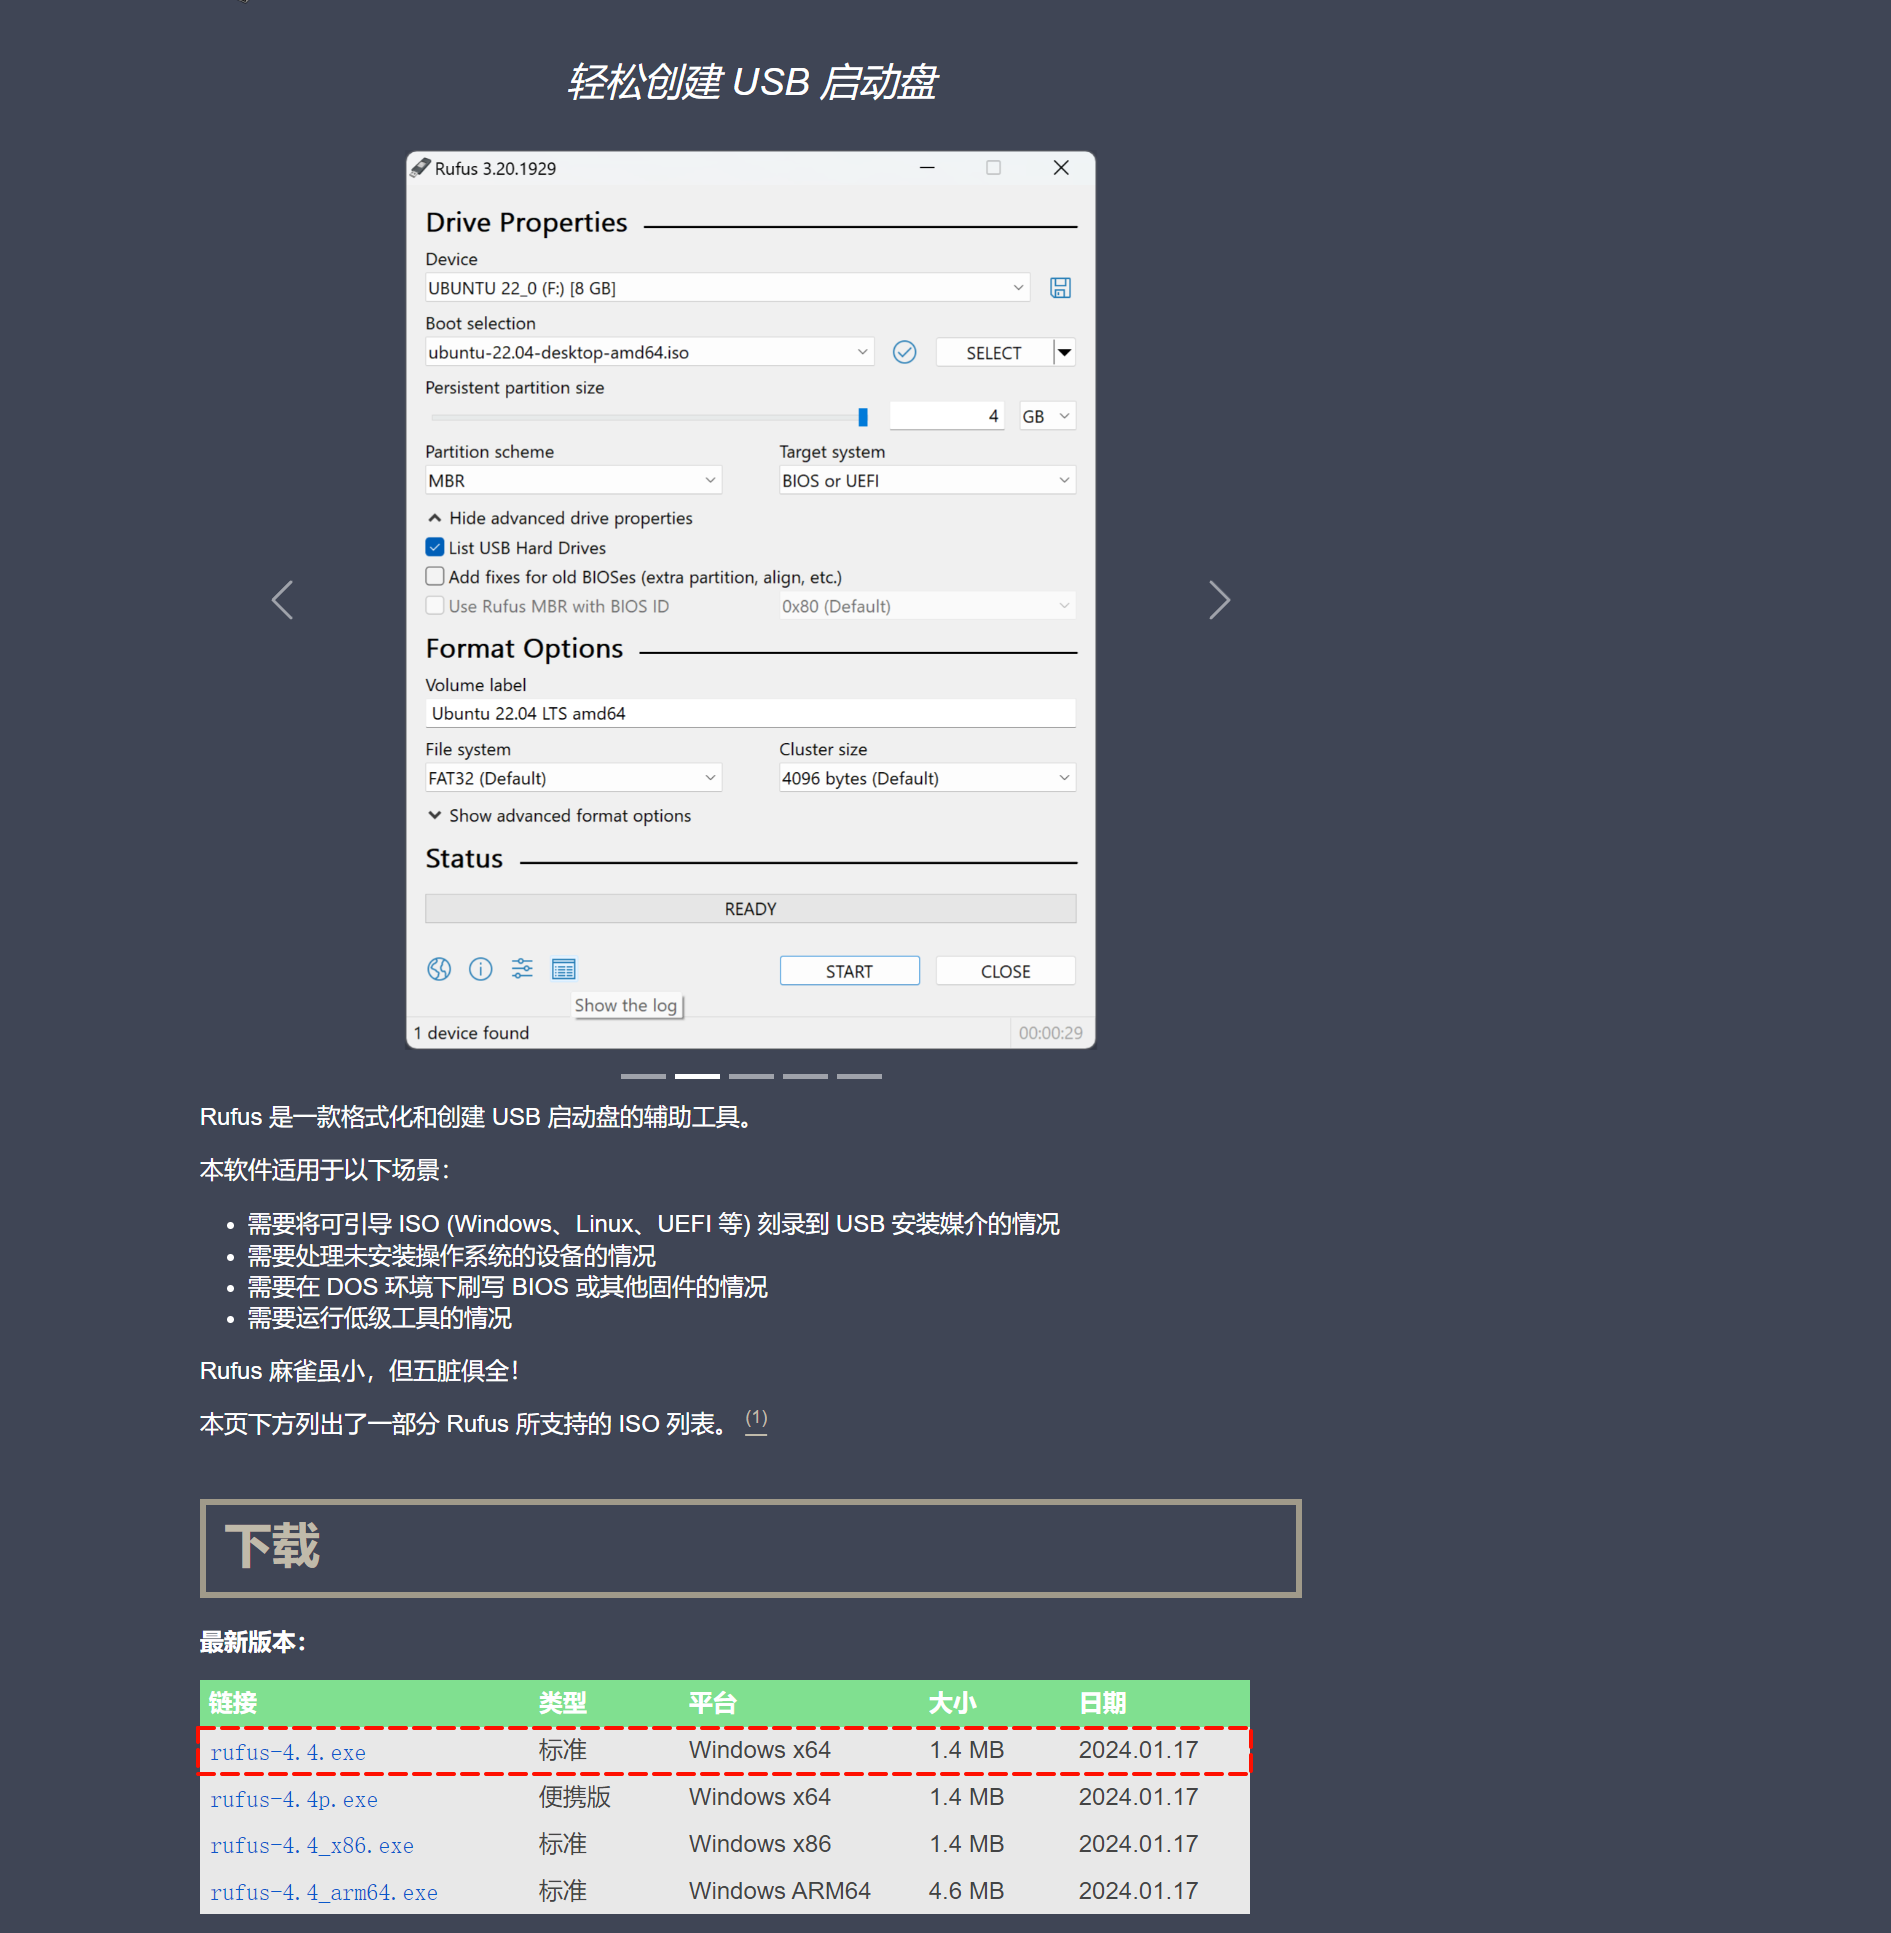 轻松创建 USB 启动盘
Rufus 3.20.1929
Drive Properties
Device
UBUNTU 22_0 (F:) [8 GB]
Boot selection
ubuntu-22.04-desktop-amd64.iso
SELECT
Persistent partition size
4
GB
Partition scheme
Target system
MBR
BIOS or UEFI
Hide advanced drive properties
List USB Hard Drives
Add fixes for old BIOSes (extra partition, align, etc.)
Use Rufus MBR with BIOS ID
0x80 (Default)
Format Options
Volume label
Ubuntu 22.04 LTS amd64
File system
Cluster size
FAT32 (Default)
4096 bytes (Default)
Show advanced format options
Status
READY
START
CLOSE
Show the log
1 device found
00:00:29
Rufus 是一款格式化和创建 USB 启动盘的辅助工具。
本软件适用于以下场景：
• 需要将可引导 ISO (Windows、Linux、UEFI 等) 刻录到 USB 安装媒介的情况
• 需要处理未安装操作系统的设备的情况
• 需要在 DOS 环境下刷写 BIOS 或其他固件的情况
• 需要运行低级工具的情况
Rufus 麻雀虽小，但五脏俱全！
本页下方列出了一部分 Rufus 所支持的 ISO 列表。 (1)
下载
最新版本：
链接 类型 平台 大小 日期
rufus-4.4.exe 标准 Windows x64 1.4 MB 2024.01.17
rufus-4.4p.exe 便携版 Windows x64 1.4 MB 2024.01.17
rufus-4.4_x86.exe 标准 Windows x86 1.4 MB 2024.01.17
rufus-4.4_arm64.exe 标准 Windows ARM64 4.6 MB 2024.01.17